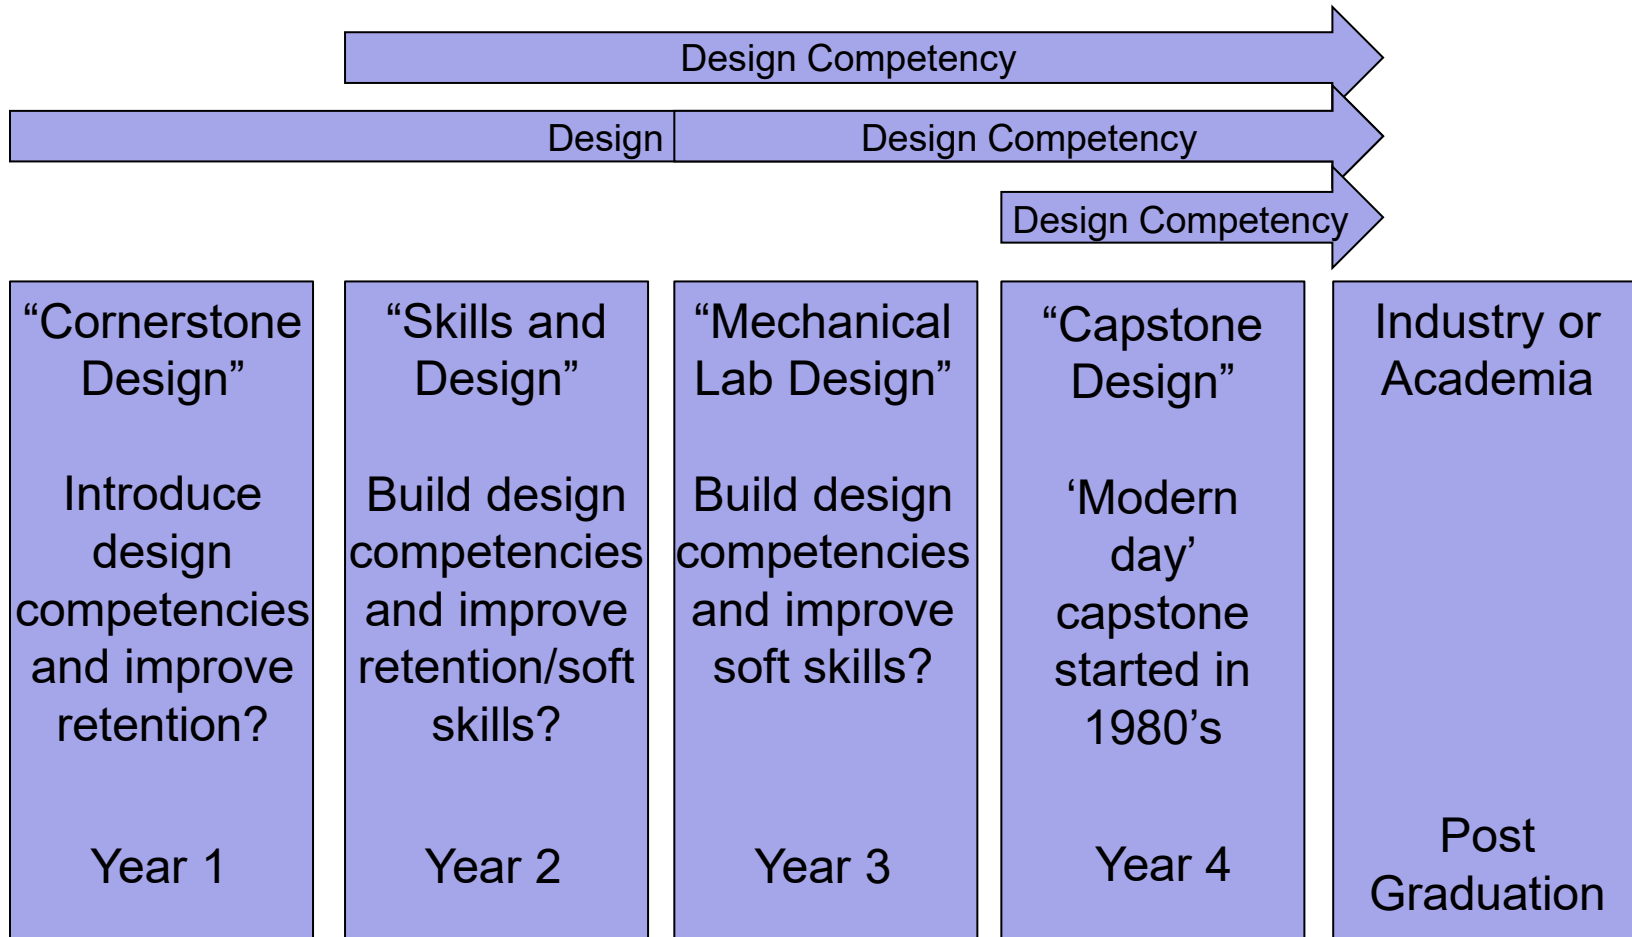 Design Competency
Design
Design Competency
Design Competency
“Cornerstone
Design”
Introduce
design
competencies
and improve
retention?
Year 1
“Skills and
Design”
Build design
competencies
and improve
retention/soft
skills?
Year 2
“Mechanical
Lab Design”
Build design
competencies
and improve
soft skills?
Year 3
“Capstone
Design”
‘Modern
day’
capstone
started in
1980’s
Year 4
Industry or
Academia
Post
Graduation